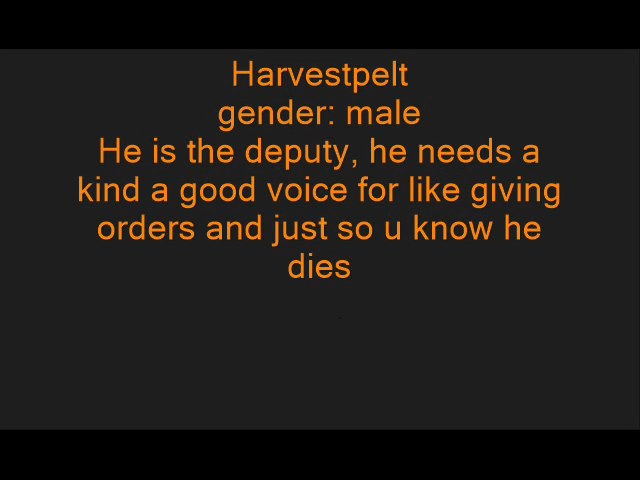 Harvestpelt
gender: male
He is the deputy, he needs a
kind a good voice for like giving
orders and just so u know he
dies